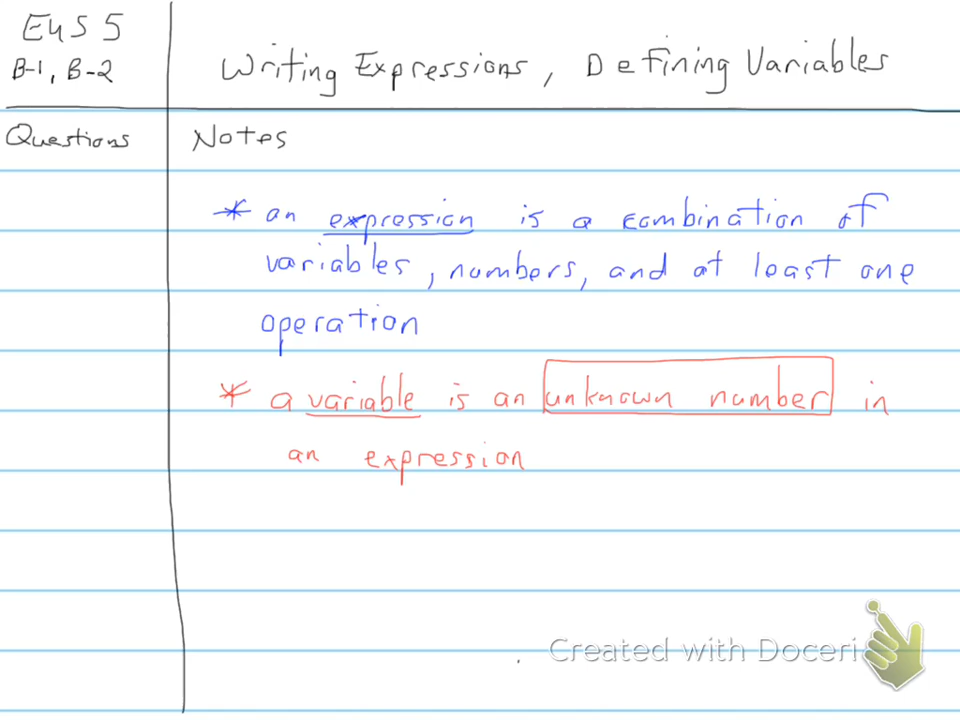 E4S 5
B-1, B-2
Writing Expressions, Defining Variables
Questions
Notes
* an expression is a combination of
variables, numbers, and at least one
operation
* a variable is an unknown number in
an expression
Created with Doceri